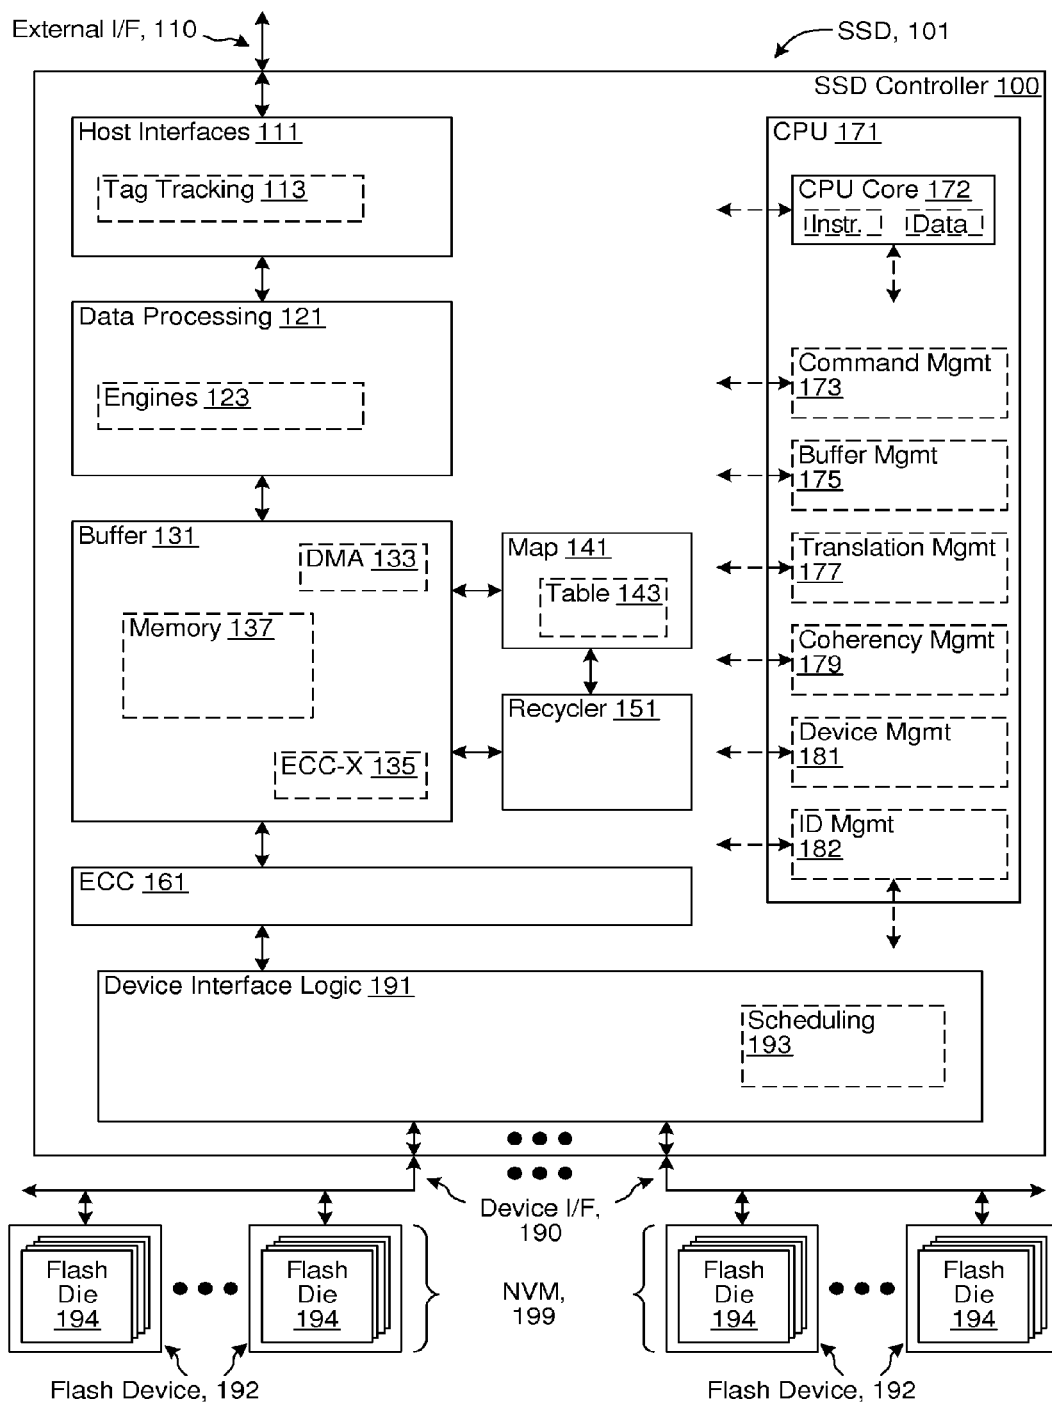 External I/F, 110
SSD, 101
SSD Controller 100
Host Interfaces 111
Tag Tracking 113
CPU 171
CPU Core 172
Instr. Data
Data Processing 121
Engines 123
Command Mgmt
173
Buffer Mgmt
175
Buffer 131
DMA 133
Memory 137
ECC-X 135
Map 141
Table 143
Recycler 151
Translation Mgmt
177
Coherency Mgmt
179
Device Mgmt
181
ID Mgmt
182
ECC 161
Device Interface Logic 191
Scheduling
193
Device I/F,
190
Flash
Die
194
Flash
Die
194
NVM,
199
Flash
Die
194
Flash
Die
194
Flash Device, 192
Flash Device, 192